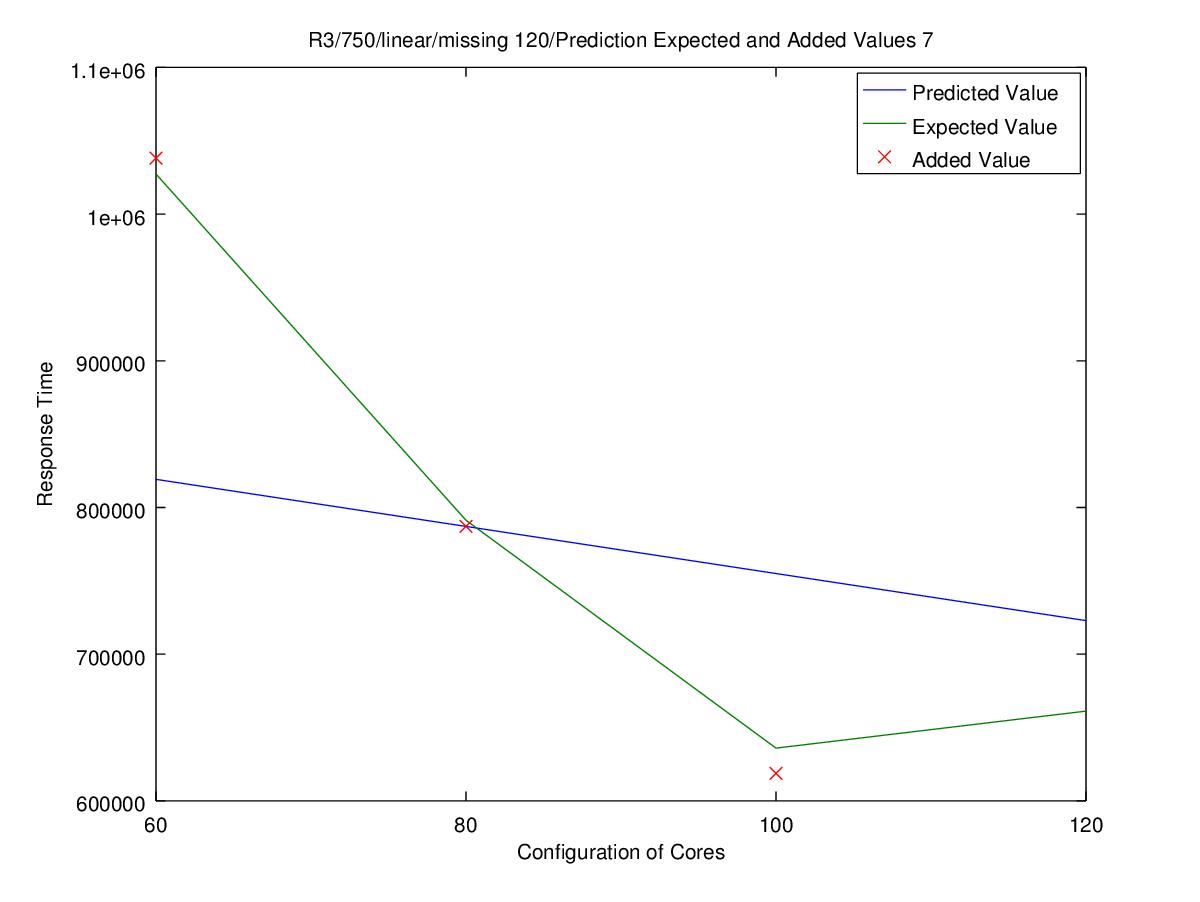 R3/750/linear/missing 120/Prediction Expected and Added Values 7
1.1e+06
1e+06
900000
800000
700000
600000
Response Time
Predicted Value
Expected Value
Added Value
60
80
100
120
Configuration of Cores